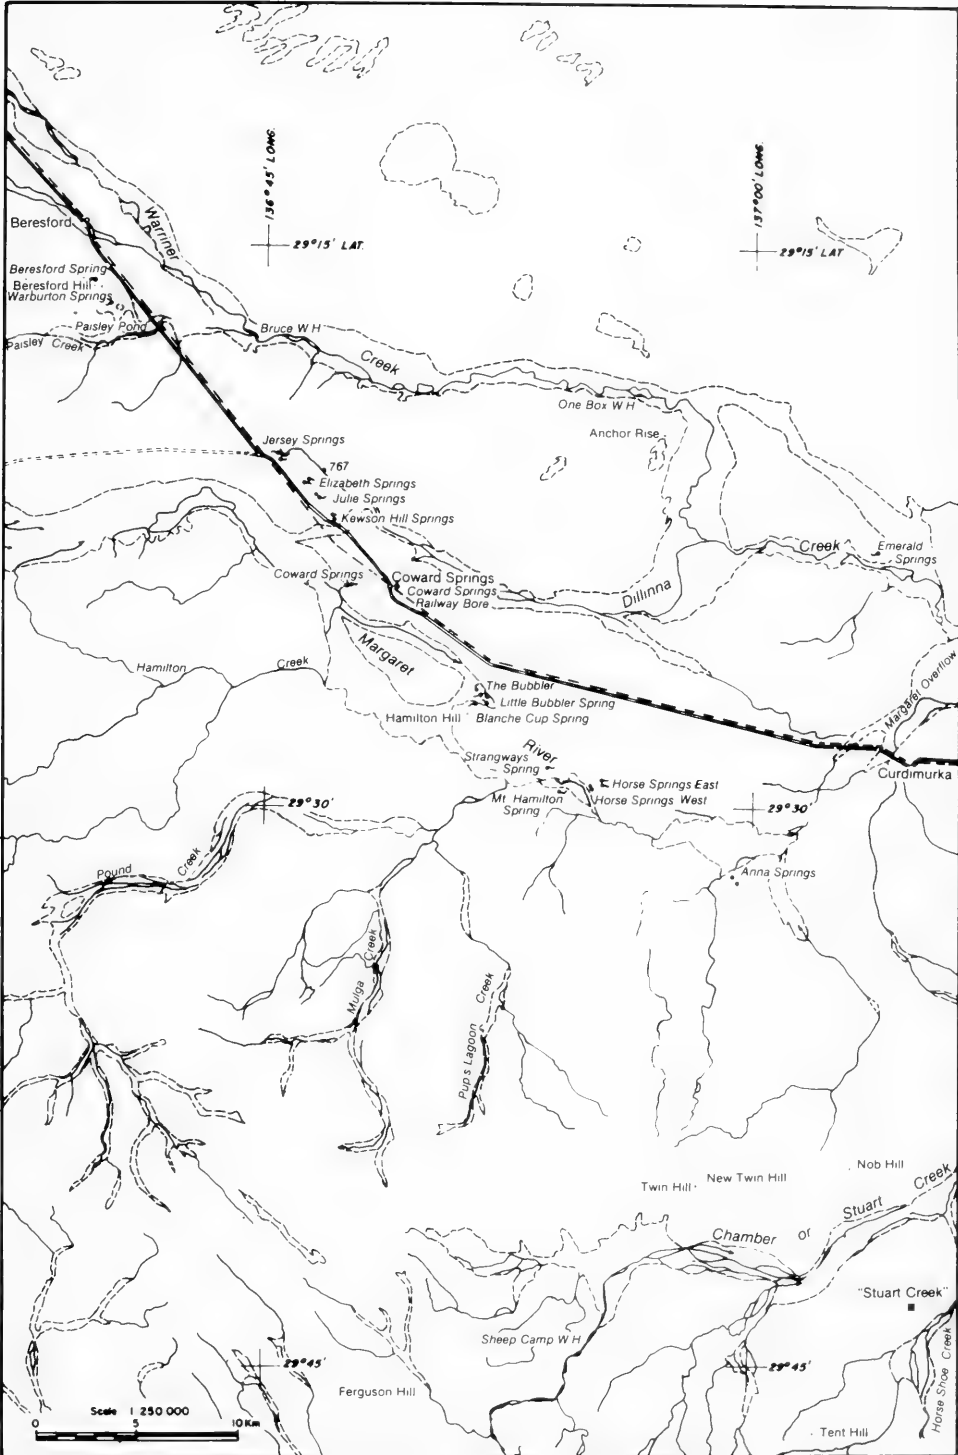 136°45' LONG.
137°00' LONG.
29°15' LAT.
29°15' LAT
Warriner
Beresford
Beresford Spring
Beresford Hill
Warburton Springs
Paisley Pond
Paisley Creek
Bruce W H
Creek
One Box W H
Anchor Rise
Jersey Springs
767
Elizabeth Springs
Julie Springs
Kewson Hill Springs
Creek
Emerald
Springs
Coward Springs
Coward Springs
Coward Springs
Railway Bore
Dillinna
Margaret
Hamilton
Creek
Margaret Overflow
The Bubbler
Little Bubbler Spring
Hamilton Hill
Blanche Cup Spring
River
Strangways
Spring
Horse Springs East
Curdimurka
Mt Hamilton
Spring
Horse Springs West
29°30'
29°30'
Pound
Creek
Anna Springs
Mulga
Creek
Pup's Lagoon
Creek
Nob Hill
Twin Hill
New Twin Hill
Chamber or Stuart Creek
"Stuart Creek"
Sheep Camp W H
Horse Shoe Creek
29°45'
29°45'
Ferguson Hill
Tent Hill
Scale 1 250 000
0 5 10 Km